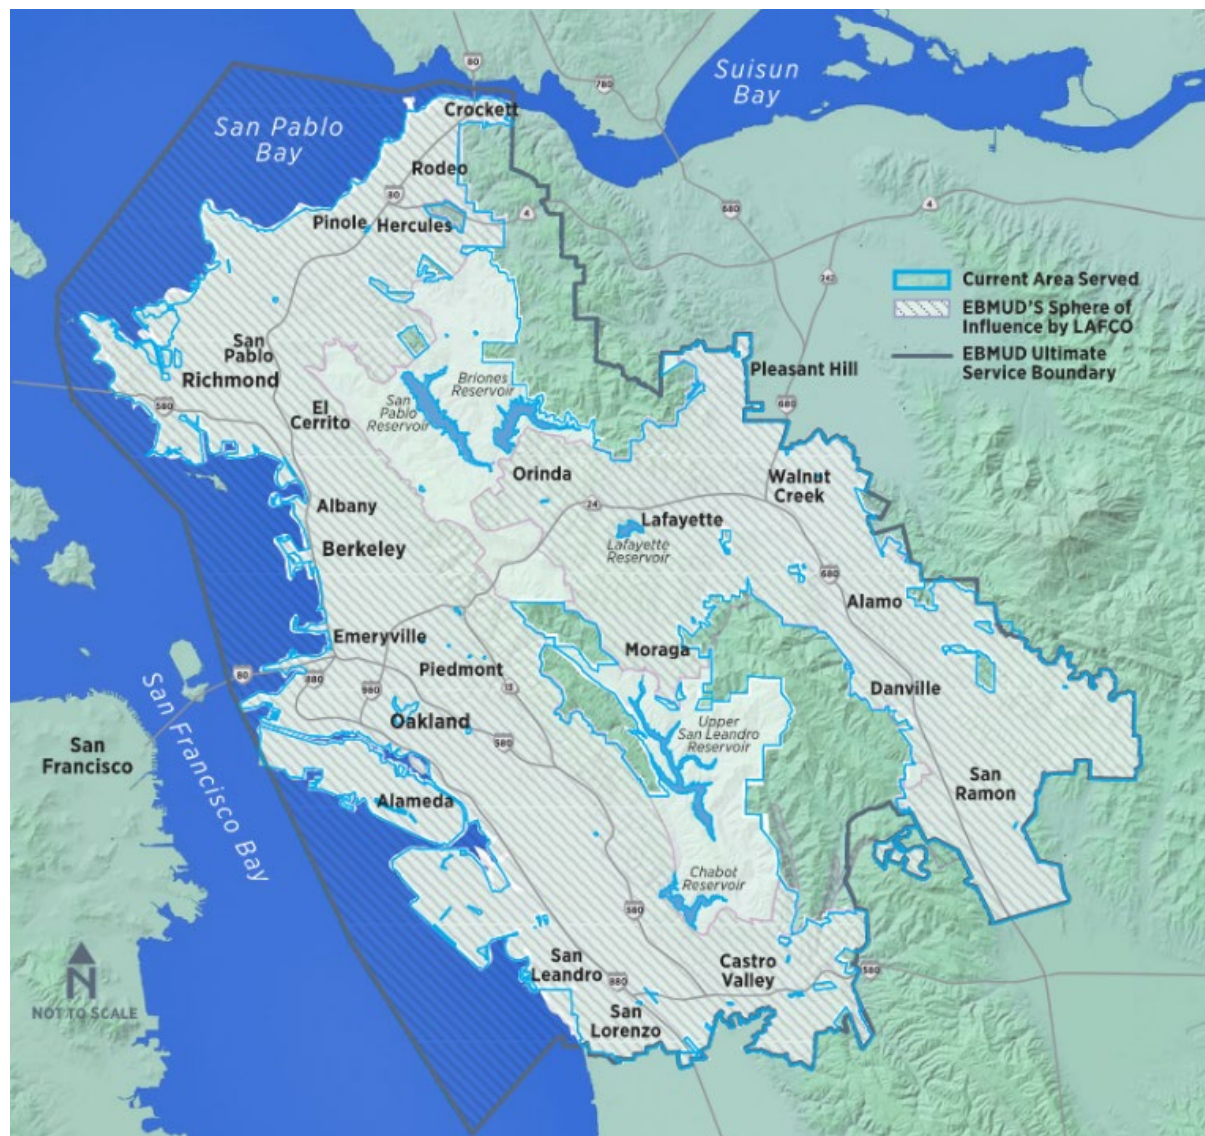 80
780
Suisun
Bay
Crockett
San Pablo
Bay
Rodeo
80
680
4
4
Pinole
Hercules
242
Current Area Served
EBMUD'S Sphere of
Influence by LAFCO
EBMUD Ultimate
Service Boundary
San
Pablo
Richmond
Pleasant Hill
Briones
Reservoir
San
Pablo
Reservoir
El
Cerrito
580
680
Orinda
Walnut
Creek
Albany
24
Lafayette
Berkeley
Lafayette
Reservoir
680
Alamo
Emeryville
Moraga
Piedmont
80
880
980
13
Danville
San Francisco Bay
Oakland
Upper
San Leandro
Reservoir
580
San
Francisco
San
Ramon
Alameda
Chabot
Reservoir
580
San
Leandro
Castro
Valley
580
880
N
NOT TO SCALE
San
Lorenzo